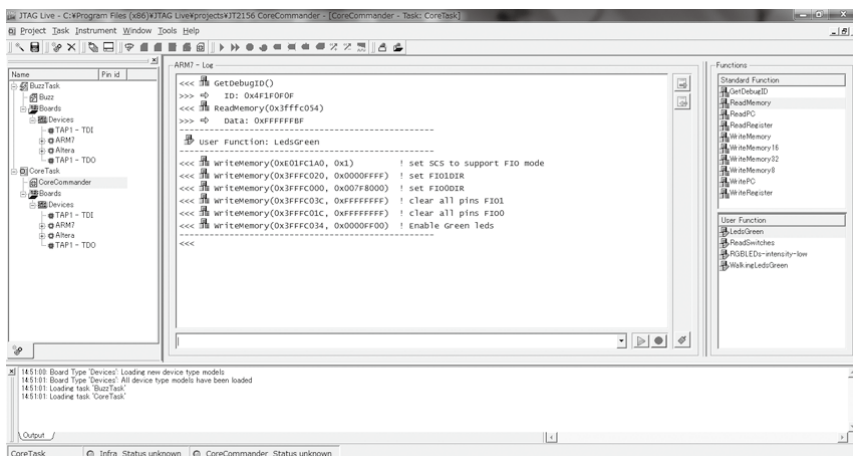 JTAG Live - C:¥Program Files (x86)¥JTAG Live¥projects¥JT2156 CoreCommander - [CoreCommander - Task: CoreTask]
Project Task Instrument Window Tools Help
Name Pin id
BuzzTask
Buzz
Boards
Devices
TAP1 - TDI
ARM7
Altera
TAP1 - TDO
CoreTask
CoreCommander
Boards
Devices
TAP1 - TDI
ARM7
Altera
TAP1 - TDO
ARM7 - Log
<<< GetDebugID()
>>> ID: 0x4F1F0F0F
<<< ReadMemory(0x3fffc054)
>>> Data: 0xFFFFFFBF
User Function: LedsGreen
<<< WriteMemory(0xE01FC1A0, 0x1) ! set SCS to support FIO mode
<<< WriteMemory(0x3FFFC020, 0x0000FFFF) ! set FIO1DIR
<<< WriteMemory(0x3FFFC000, 0x007F8000) ! set FIO0DIR
<<< WriteMemory(0x3FFFC03C, 0xFFFFFFFF) ! clear all pins FIO1
<<< WriteMemory(0x3FFFC01C, 0xFFFFFFFF) ! clear all pins FIO0
<<< WriteMemory(0x3FFFC034, 0x0000FF00) ! Enable Green leds
<<<
Functions
Standard Function
GetDebugID
ReadMemory
ReadPC
ReadRegister
WriteMemory
WriteMemory16
WriteMemory32
WriteMemory8
WritePC
WriteRegister
User Function
LedsGreen
ReadSwitches
RGBLEDs-intensity-low
WalkingLedsGreen
14:51:00: Board Type 'Devices': Loading new device type models
14:51:01: Board Type 'Devices': All device type models have been loaded
14:51:01: Loading task 'BuzzTask'
14:51:01: Loading task 'CoreTask'
Output
CoreTask Infra Status unknown CoreCommander Status unknown